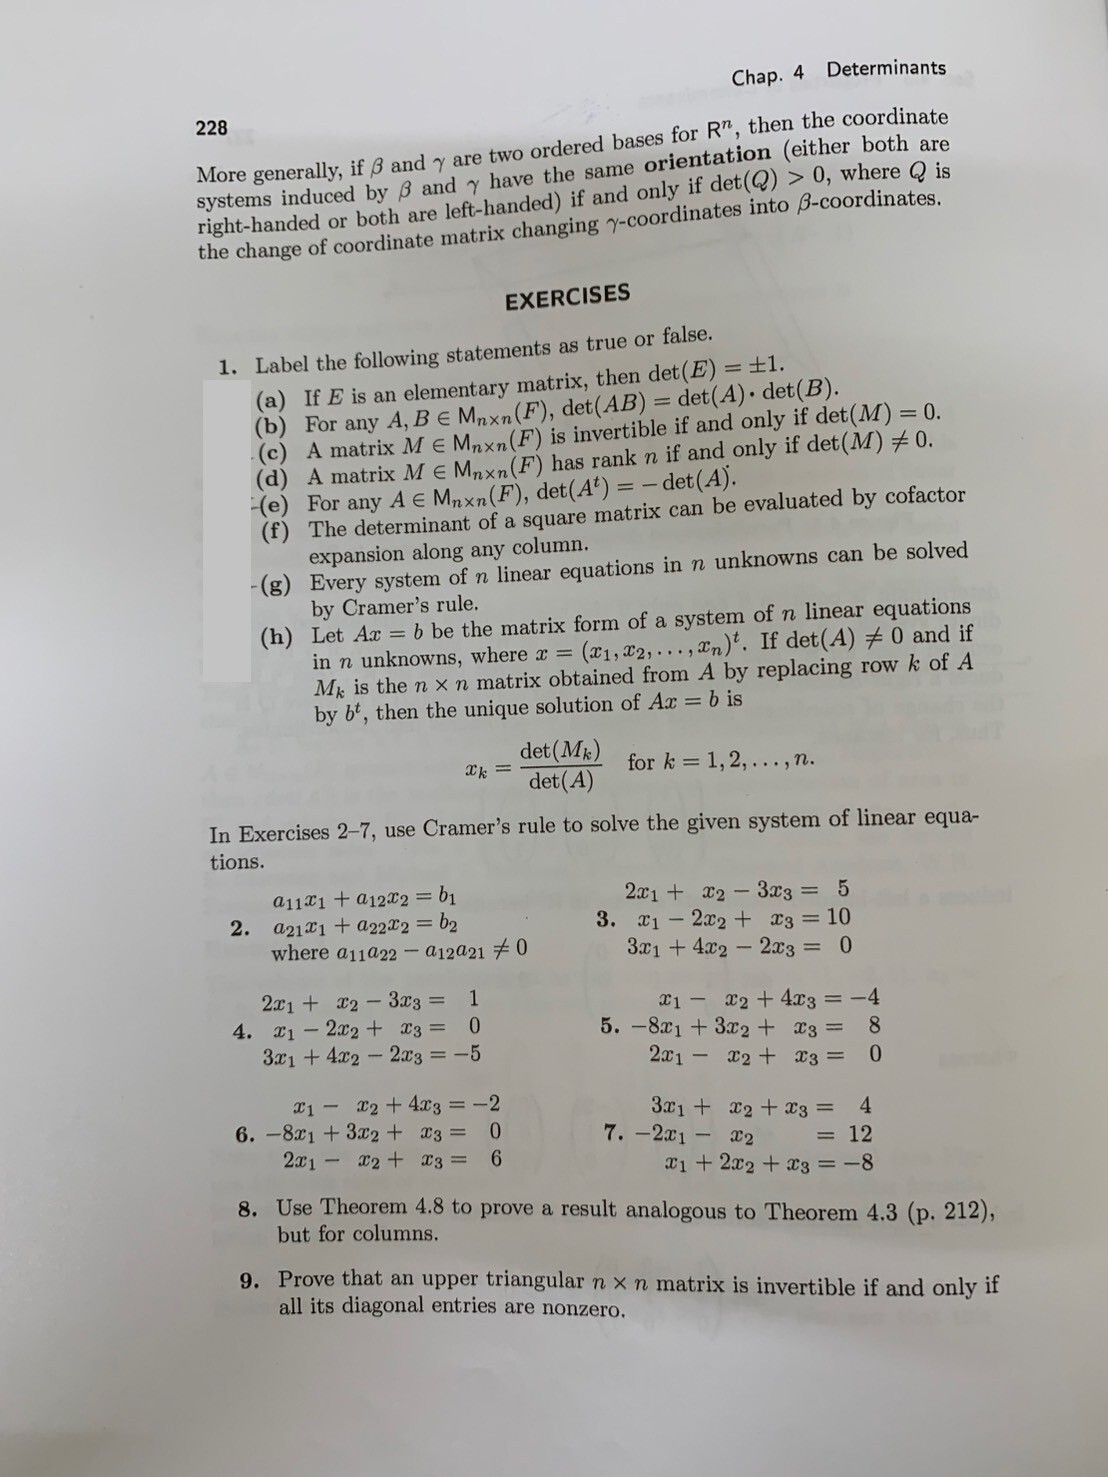 Chap. 4 Determinants
228
More generally, if β and γ are two ordered bases for Rⁿ, then the coordinate
systems induced by β and γ have the same orientation (either both are
right-handed or both are left-handed) if and only if det(Q) > 0, where Q is
the change of coordinate matrix changing γ-coordinates into β-coordinates.
EXERCISES
1. Label the following statements as true or false.
(a) If E is an elementary matrix, then det(E) = ±1.
(b) For any A, B ∈ Mₙₓₙ(F), det(AB) = det(A) · det(B).
(c) A matrix M ∈ Mₙₓₙ(F) is invertible if and only if det(M) = 0.
(d) A matrix M ∈ Mₙₓₙ(F) has rank n if and only if det(M) ≠ 0.
(e) For any A ∈ Mₙₓₙ(F), det(Aᵗ) = − det(A).
(f) The determinant of a square matrix can be evaluated by cofactor
expansion along any column.
(g) Every system of n linear equations in n unknowns can be solved
by Cramer's rule.
(h) Let Ax = b be the matrix form of a system of n linear equations
in n unknowns, where x = (x₁, x₂, . . . , xₙ)ᵗ. If det(A) ≠ 0 and if
Mₖ is the n × n matrix obtained from A by replacing row k of A
by bᵗ, then the unique solution of Ax = b is
xₖ = det(Mₖ)/det(A) for k = 1, 2, . . . , n.
In Exercises 2–7, use Cramer's rule to solve the given system of linear equa-
tions.
a₁₁x₁ + a₁₂x₂ = b₁
2. a₂₁x₁ + a₂₂x₂ = b₂
where a₁₁a₂₂ − a₁₂a₂₁ ≠ 0
2x₁ + x₂ − 3x₃ = 5
3. x₁ − 2x₂ + x₃ = 10
3x₁ + 4x₂ − 2x₃ = 0
2x₁ + x₂ − 3x₃ = 1
4. x₁ − 2x₂ + x₃ = 0
3x₁ + 4x₂ − 2x₃ = −5
x₁ − x₂ + 4x₃ = −4
5. −8x₁ + 3x₂ + x₃ = 8
2x₁ − x₂ + x₃ = 0
x₁ − x₂ + 4x₃ = −2
6. −8x₁ + 3x₂ + x₃ = 0
2x₁ − x₂ + x₃ = 6
3x₁ + x₂ + x₃ = 4
7. −2x₁ − x₂ = 12
x₁ + 2x₂ + x₃ = −8
8. Use Theorem 4.8 to prove a result analogous to Theorem 4.3 (p. 212),
but for columns.
9. Prove that an upper triangular n × n matrix is invertible if and only if
all its diagonal entries are nonzero.